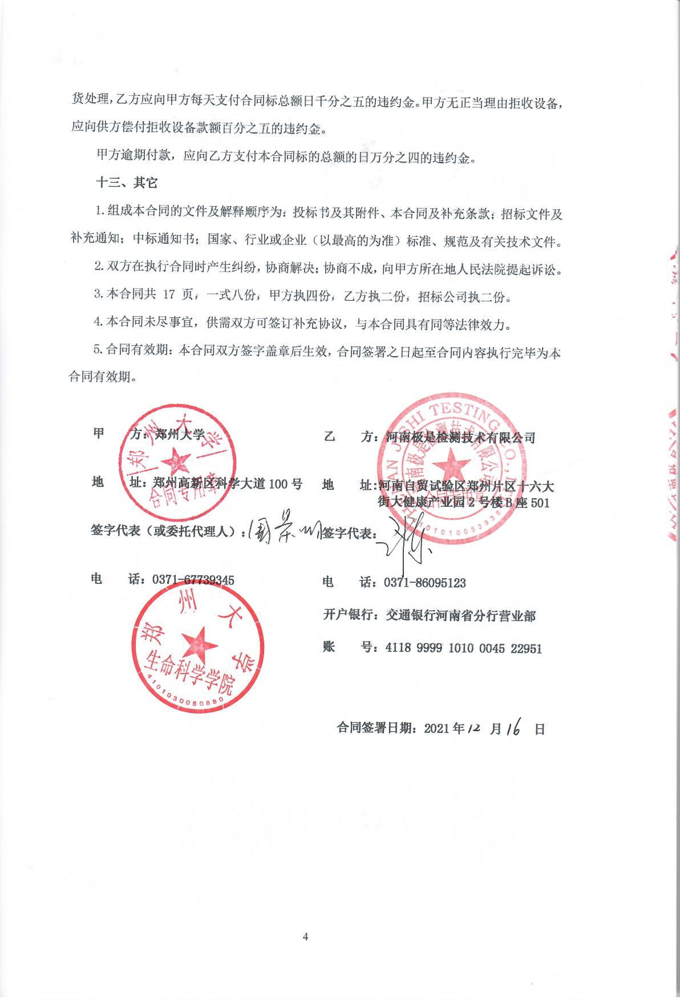 货处理，乙方应向甲方每天支付合同标总额日千分之五的违约金。甲方无正当理由拒收设备，
应向供方偿付拒收设备款额百分之五的违约金。
甲方逾期付款，应向乙方支付本合同标的总额的日万分之四的违约金。
十三、其它
1.组成本合同的文件及解释顺序为：投标书及其附件、本合同及补充条款；招标文件及
补充通知；中标通知书；国家、行业或企业（以最高的为准）标准、规范及有关技术文件。
2.双方在执行合同时产生纠纷，协商解决；协商不成，向甲方所在地人民法院提起诉讼。
3.本合同共 17 页，一式八份，甲方执四份，乙方执二份，招标公司执二份。
4.本合同未尽事宜，供需双方可签订补充协议，与本合同具有同等法律效力。
5.合同有效期：本合同双方签字盖章后生效，合同签署之日起至合同内容执行完毕为本
合同有效期。
甲 方：郑州大学
乙 方：河南极是检测技术有限公司
地 址：郑州高新区科学大道 100 号
地 址：河南自贸试验区郑州片区十六大
街大健康产业园 2 号楼 B 座 501
签字代表（或委托代理人）：
签字代表：
电 话：0371-67739345
电 话：0371-86095123
开户银行：交通银行河南省分行营业部
账 号：4118 9999 1010 0045 22951
合同签署日期：2021 年 12 月 16 日
郑州大学
合同专用章
HENAN JISHI TESTING CO., LTD
河南极是检测技术有限公司
合同专用章
4101010053938
郑州大学
生命科学学院
4101030050880
4